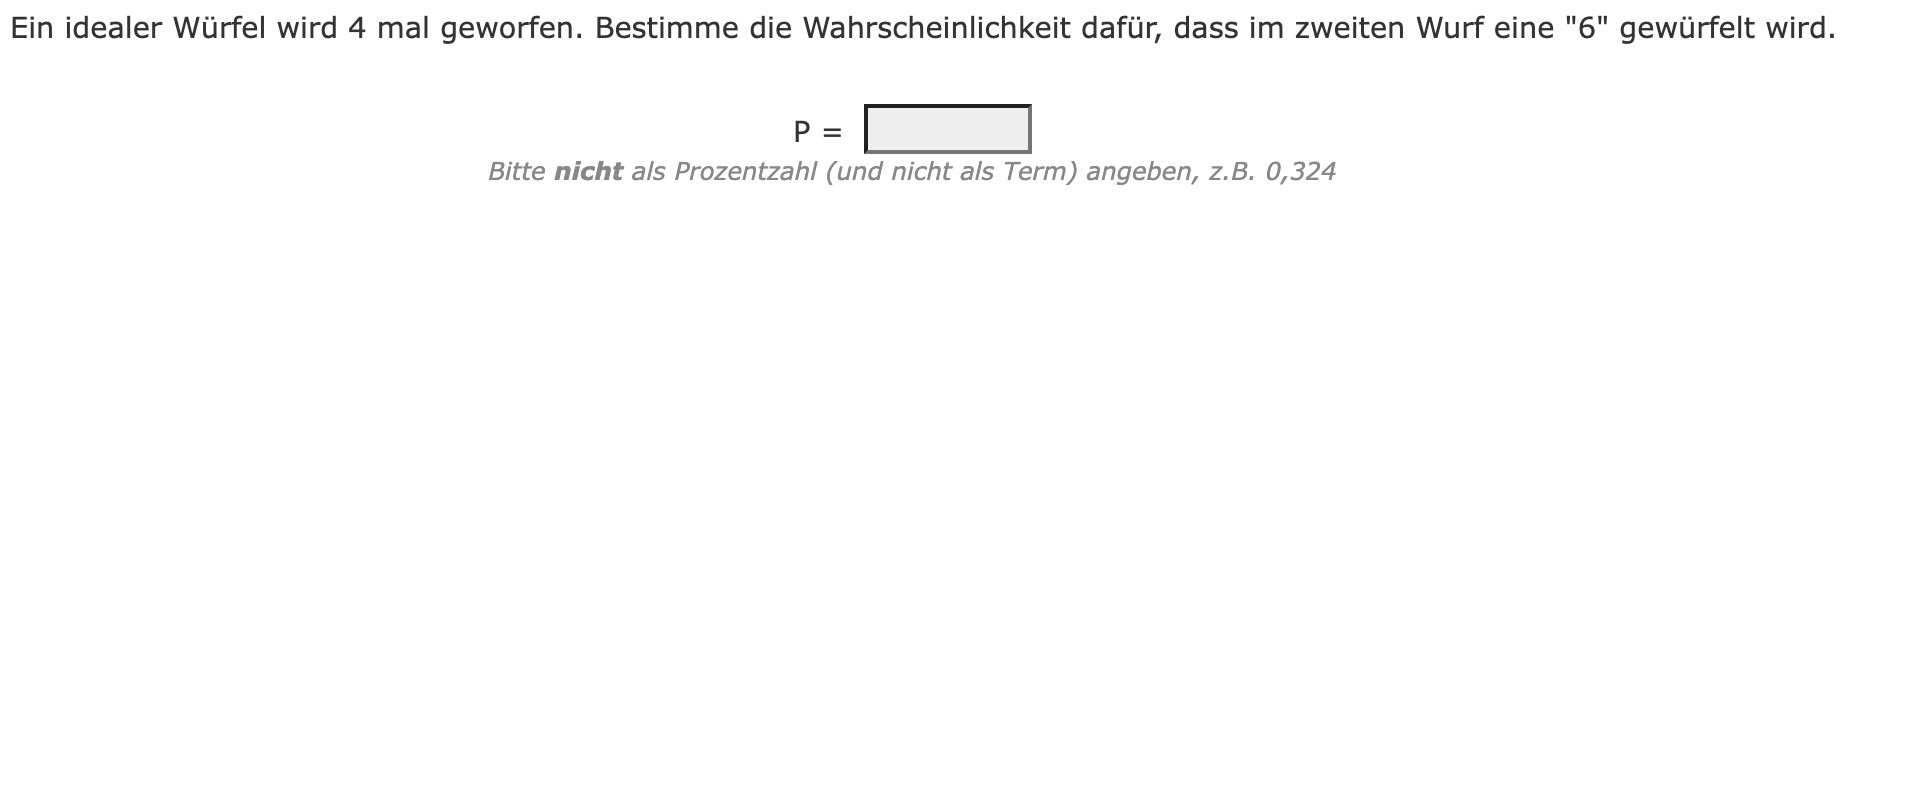 Ein idealer Würfel wird 4 mal geworfen. Bestimme die Wahrscheinlichkeit dafür, dass im zweiten Wurf eine "6" gewürfelt wird.
P =
Bitte nicht als Prozentzahl (und nicht als Term) angeben, z.B. 0,324